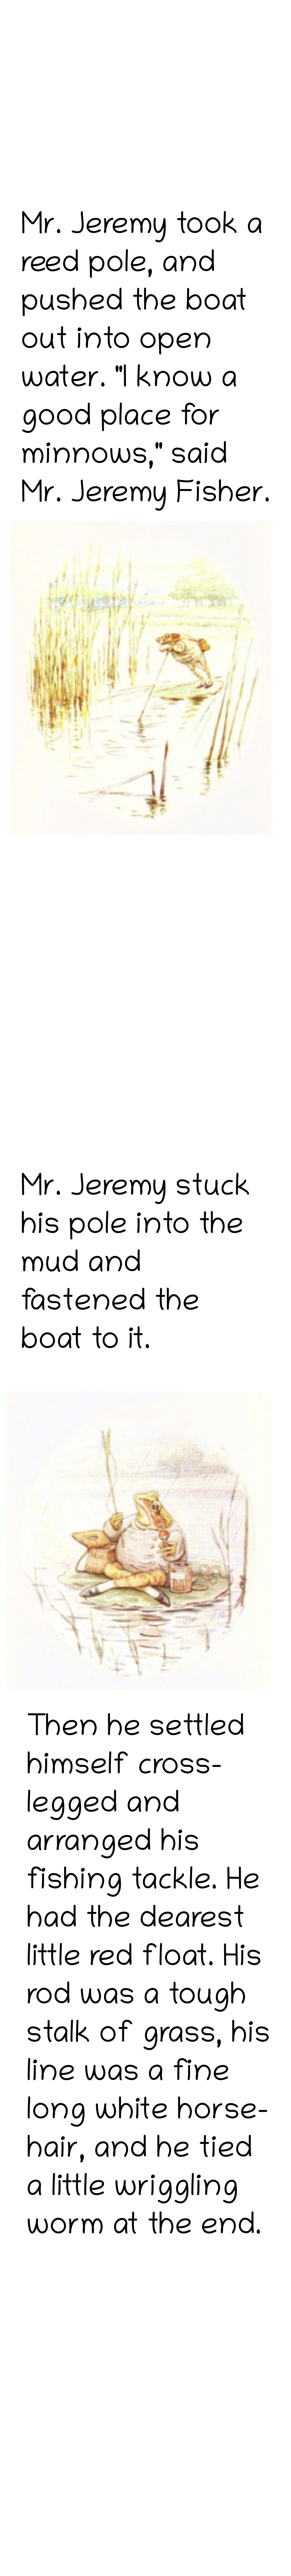 Mr. Jeremy took a
reed pole, and
pushed the boat
out into open
water. "I know a
good place for
minnows," said
Mr. Jeremy Fisher.
Mr. Jeremy stuck
his pole into the
mud and
fastened the
boat to it.
Then he settled
himself cross-
legged and
arranged his
fishing tackle. He
had the dearest
little red float. His
rod was a tough
stalk of grass, his
line was a fine
long white horse-
hair, and he tied
a little wriggling
worm at the end.